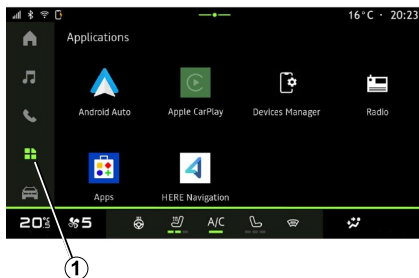 16°C · 20:23
Applications
Android Auto
Apple CarPlay
Devices Manager
Radio
Apps
HERE Navigation
20.5
5
A/C
1